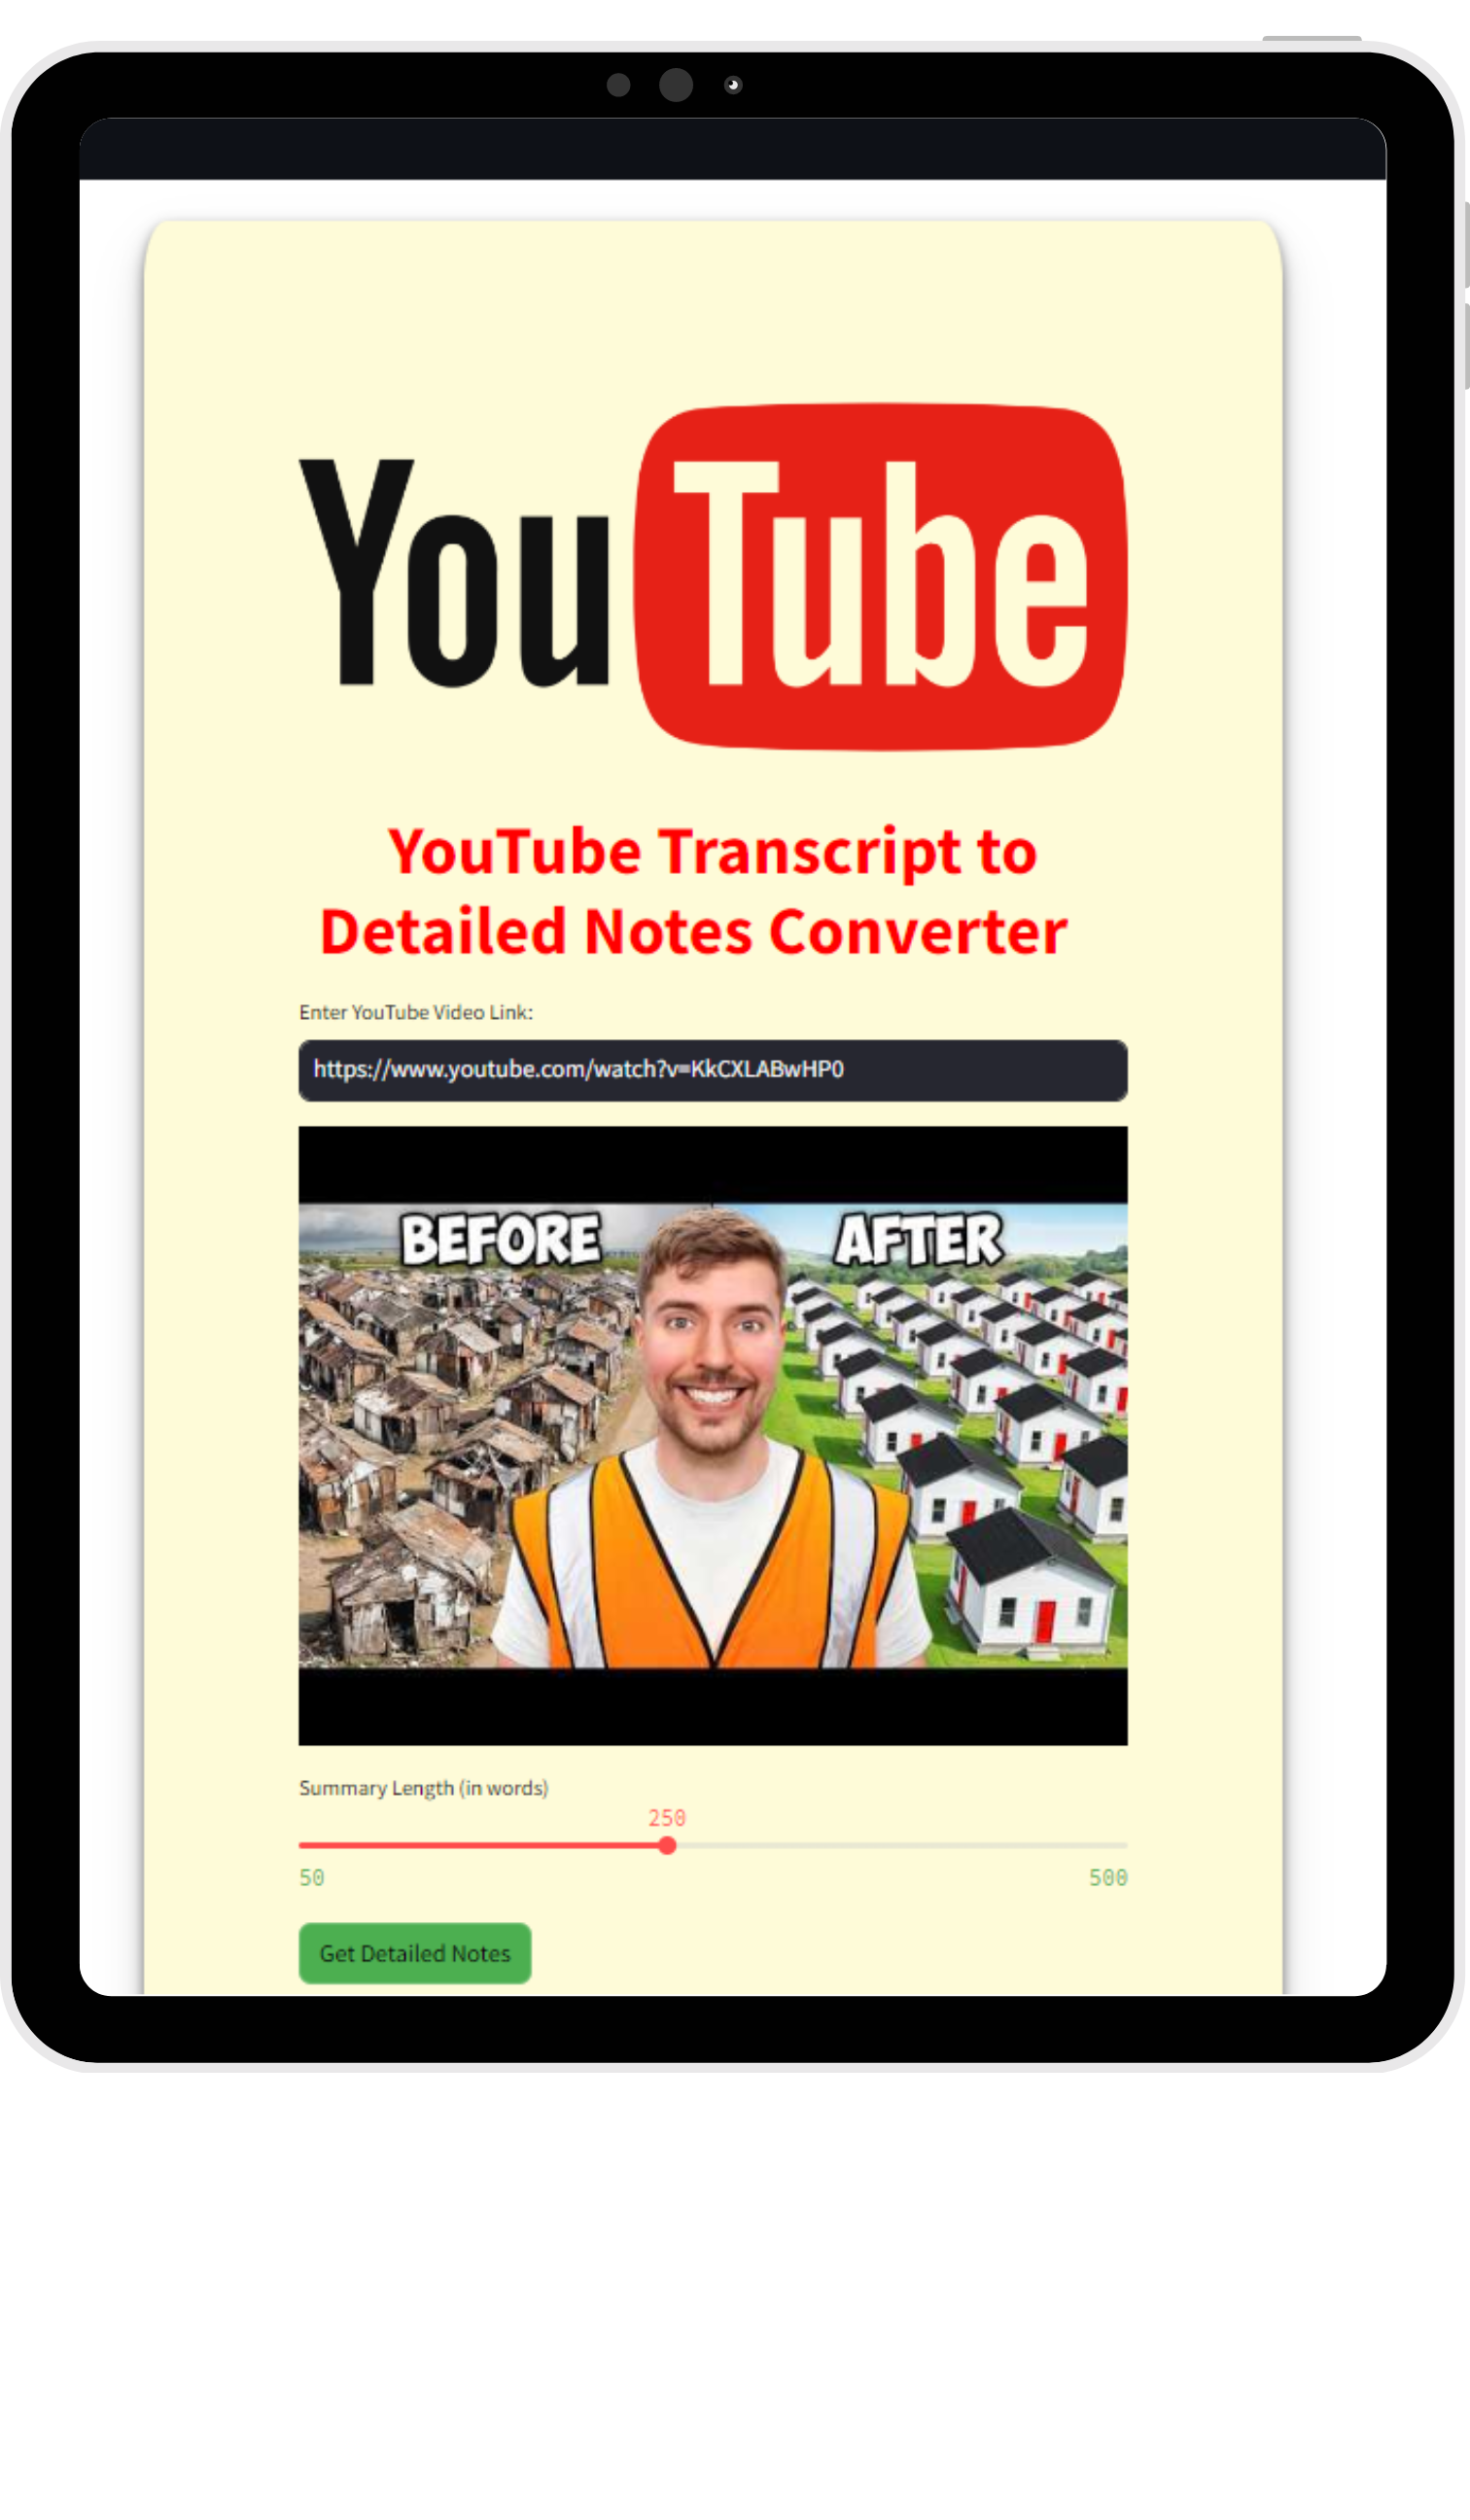 YouTube
YouTube Transcript to
Detailed Notes Converter
Enter YouTube Video Link:
https://www.youtube.com/watch?v=KkCXLABwHP0
BEFORE AFTER
Summary Length (in words)
250
50 500
Get Detailed Notes